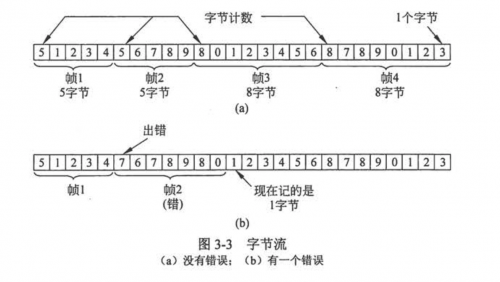 字节计数 1个字节
5 1 2 3 4 5 6 7 8 9 8 0 1 2 3 4 5 6 8 7 8 9 0 1 2 3
帧1 帧2 帧3 帧4
5字节 5字节 8字节 8字节
(a)
出错
5 1 2 3 4 7 6 7 8 9 8 0 1 2 3 4 5 6 8 7 8 9 0 1 2 3
帧1 帧2 现在记的是
(错) 1字节
(b)
图 3-3 字节流
(a) 没有错误；(b) 有一个错误